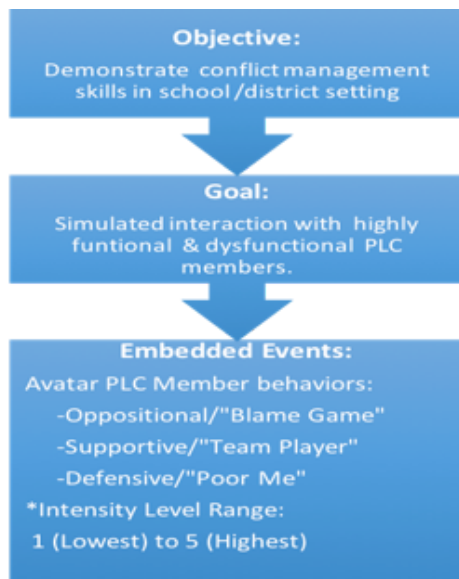 Objective:
Demonstrate conflict management
skills in school/district setting
Goal:
Simulated interaction with highly
funtional & dysfunctional PLC
members.
Embedded Events:
Avatar PLC Member behaviors:
-Oppositional/"Blame Game"
-Supportive/"Team Player"
-Defensive/"Poor Me"
*Intensity Level Range:
1 (Lowest) to 5 (Highest)